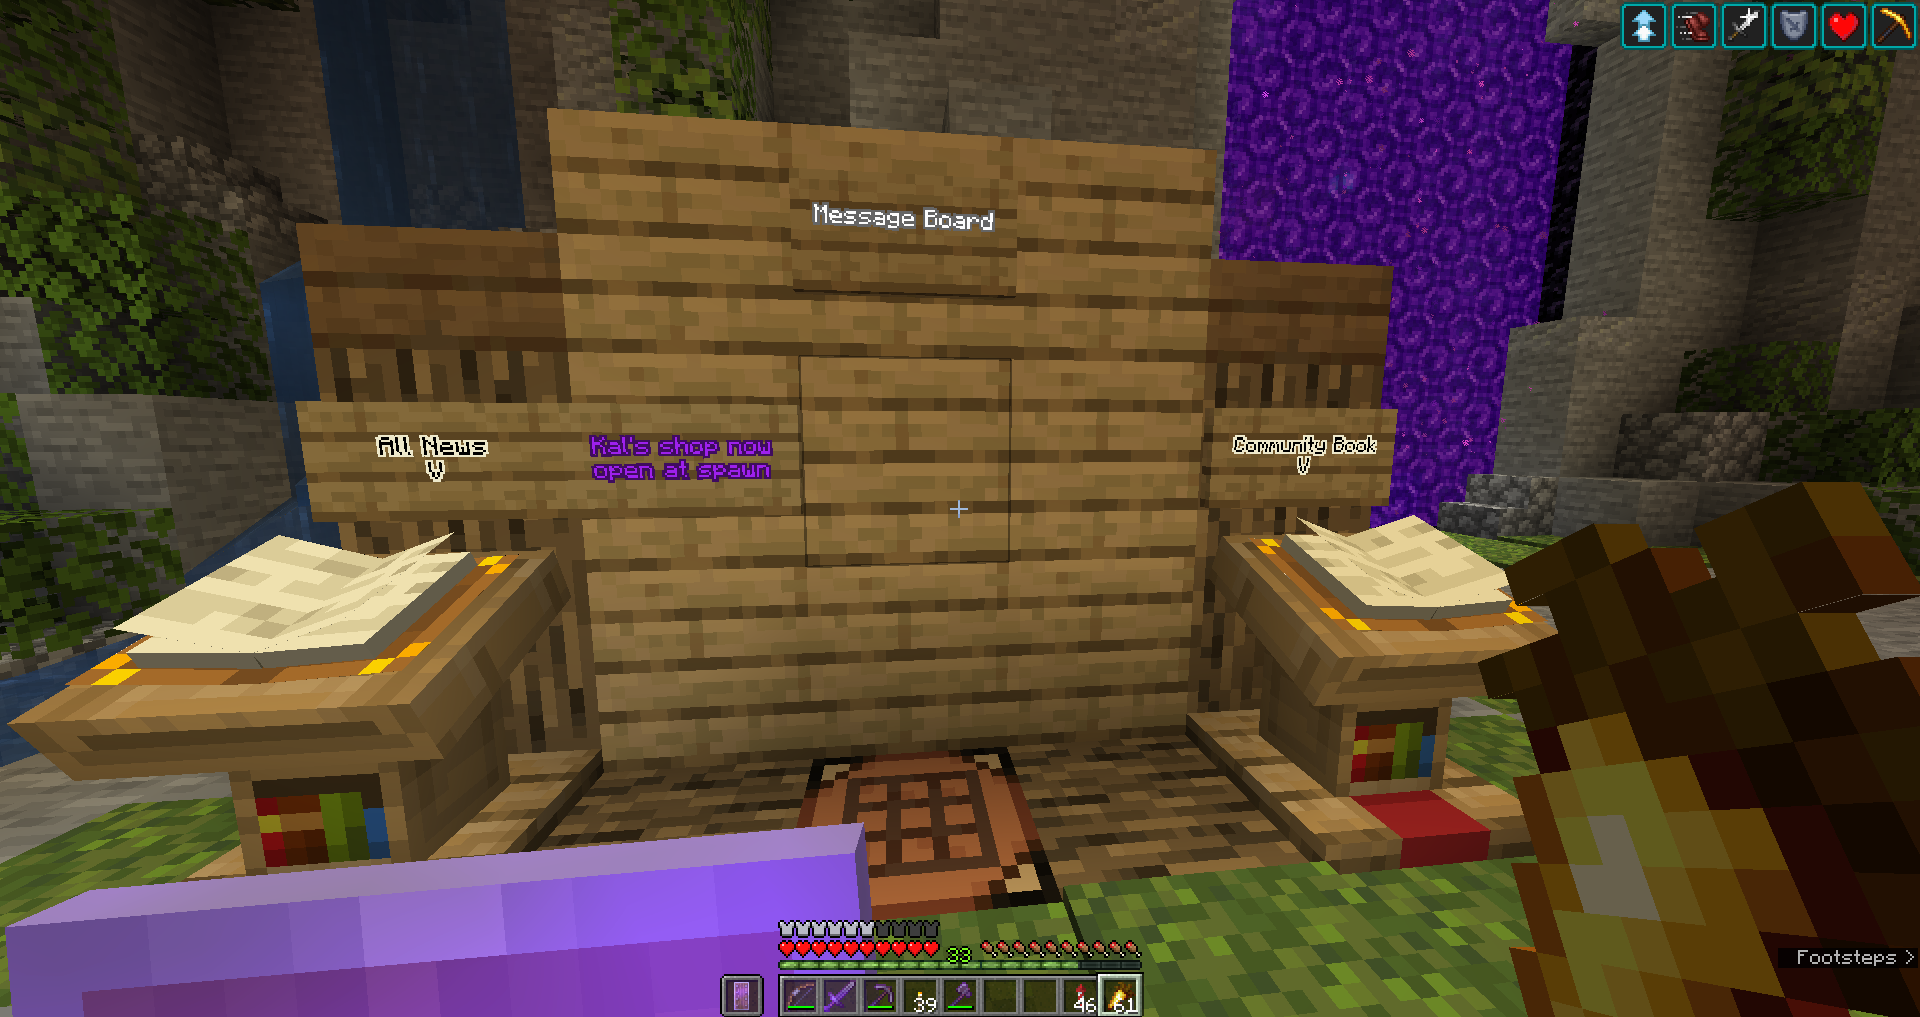 Message Board
All News
V
Kal's shop now
open at spawn
Community Book
V
33
Footsteps >
39
46
61